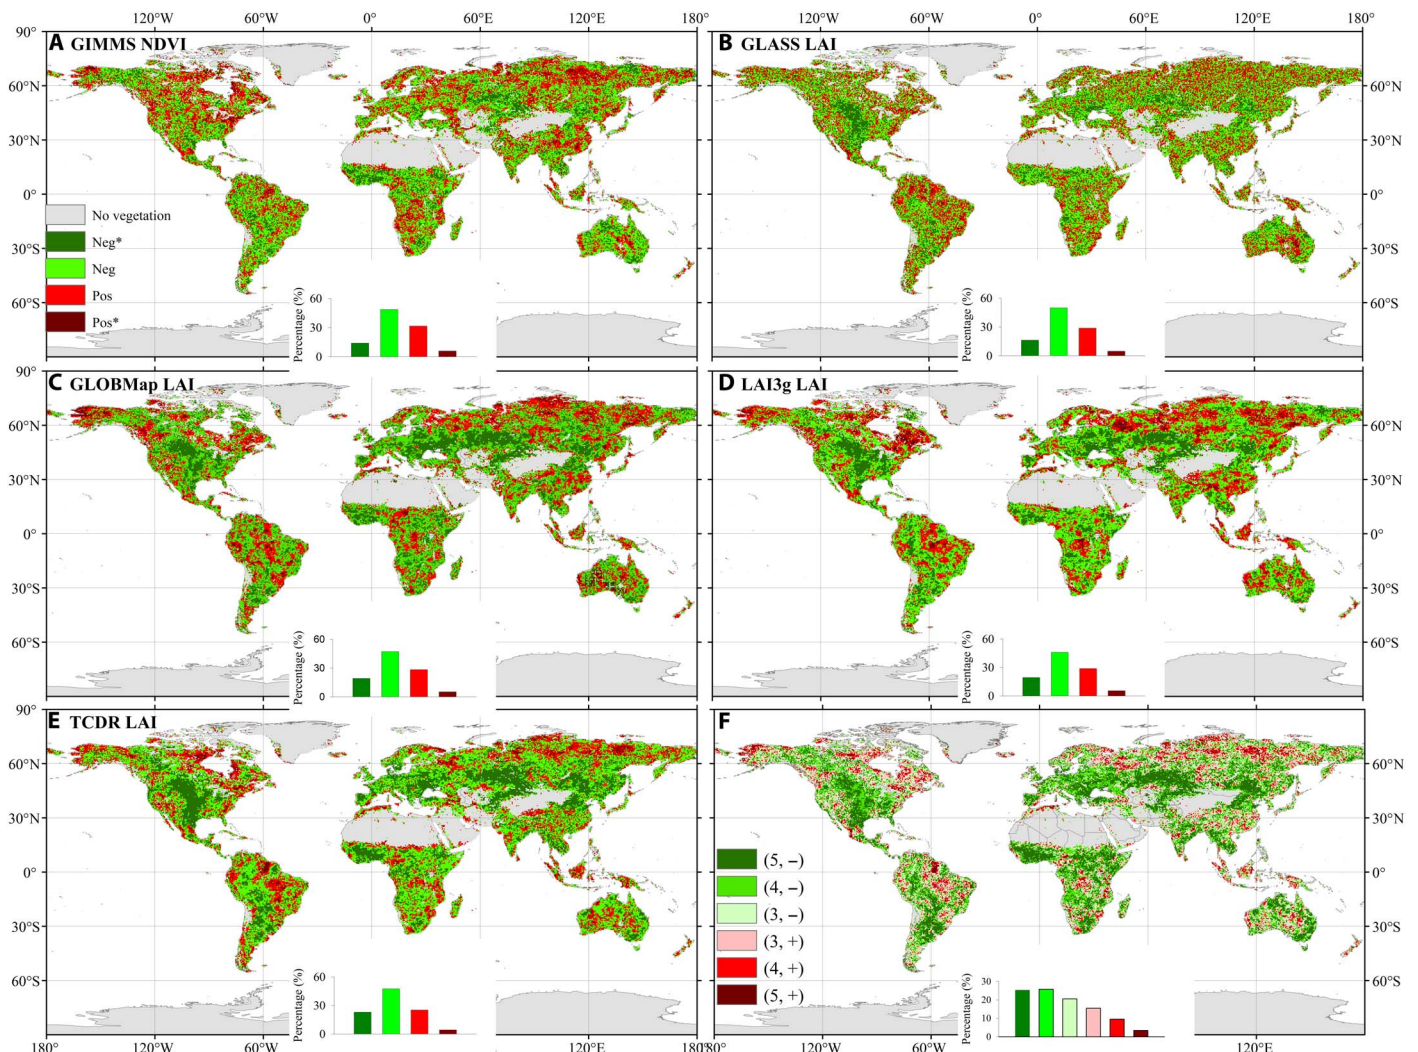 120°W 60°W 0° 60°E 120°E 180° 120°W 60°W 0° 60°E 120°E 180°
90°
A GIMMS NDVI
B GLASS LAI
60°N 60°N
30°N 30°N
0° 0°
30°S 30°S
60°S 60°S
No vegetation
Neg*
Neg
Pos
Pos*
Percentage (%)
60
30
0
Percentage (%)
60
30
0
90°
C GLOBMap LAI
D LAI3g LAI
60°N 60°N
30°N 30°N
0° 0°
30°S 30°S
60°S 60°S
Percentage (%)
60
30
0
Percentage (%)
60
30
0
90°
E TCDR LAI
F
60°N 60°N
30°N 30°N
0° 0°
30°S 30°S
60°S 60°S
(5, −)
(4, −)
(3, −)
(3, +)
(4, +)
(5, +)
Percentage (%)
60
30
0
Percentage (%)
30
20
10
0
180° 120°W 60°W 120°E 180° 120°W 60°W 120°E